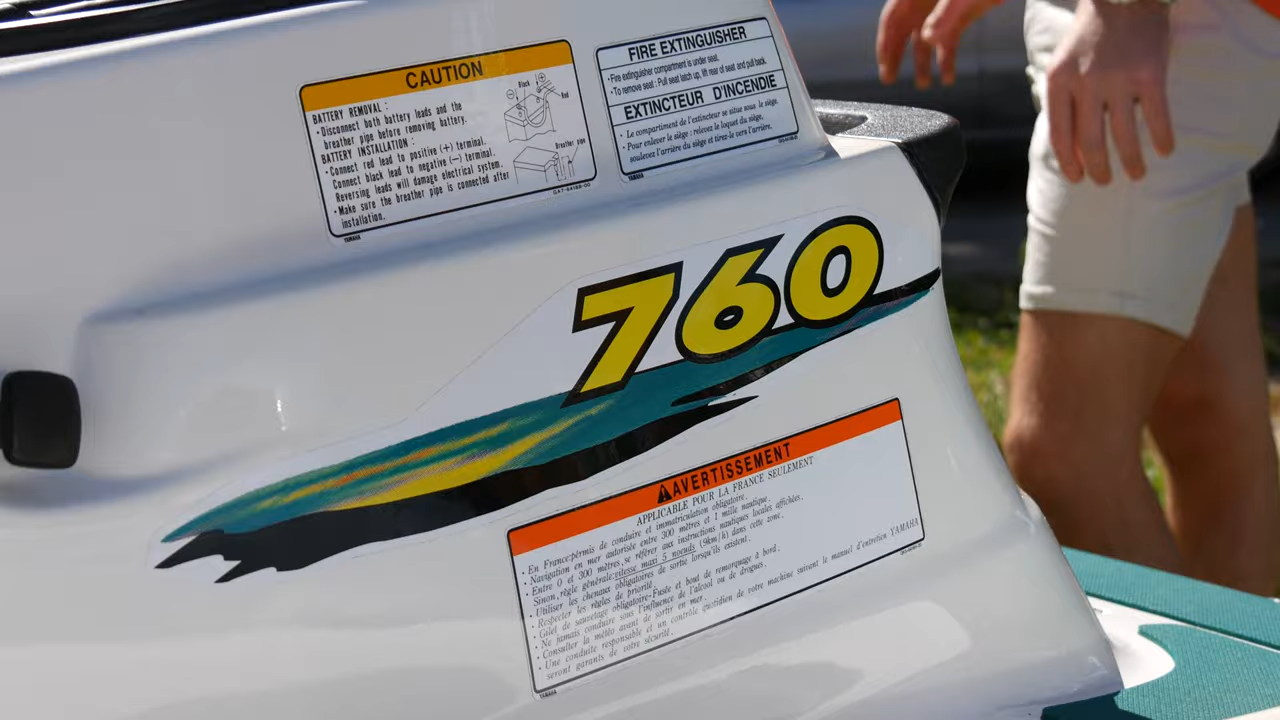 CAUTION
BATTERY REMOVAL :
• Disconnect both battery leads and the
breather pipe before removing battery.
BATTERY INSTALLATION :
• Connect red lead to positive (+) terminal.
Connect black lead to negative (−) terminal.
Reversing leads will damage electrical system.
• Make sure the breather pipe is connected after
installation.
Black
Red
Breather pipe
YAMAHA
FIRE EXTINGUISHER
• Fire extinguisher compartment is under seat.
• To remove seat : Pull seat latch up, lift rear of seat and pull back.
EXTINCTEUR D'INCENDIE
• Le compartiment de l'extincteur se situe sous le siège.
• Pour enlever le siège : relevez le loquet du siège,
soulevez l'arrière du siège et tirez-le vers l'arrière.
YAMAHA
760
AVERTISSEMENT
APPLICABLE POUR LA FRANCE SEULEMENT
• En France:permis de conduire et immatriculation obligatoire.
• Navigation en mer autorisée entre 300 mètres et 1 mille nautique.
• Entre 0 et 300 mètres,se référer aux instructions nautiques locales affichées.
Sinon,règle générale:vitesse maxi 5 noeuds (9km/h) dans cette zone.
• Utiliser les chenaux obligatoires de sortie lorsqu'ils existent.
• Respecter les règles de priorité.
• Gilet de sauvetage obligatoire-Fusée et bout de remorquage à bord.
• Ne jamais conduire sous l'influence de l'alcool ou de drogues.
• Consulter la météo avant de sortir en mer.
• Une conduite responsable et un contrôle quotidien de votre machine suivant le manuel d'entretien YAMAHA
seront garants de votre sécurité.
YAMAHA